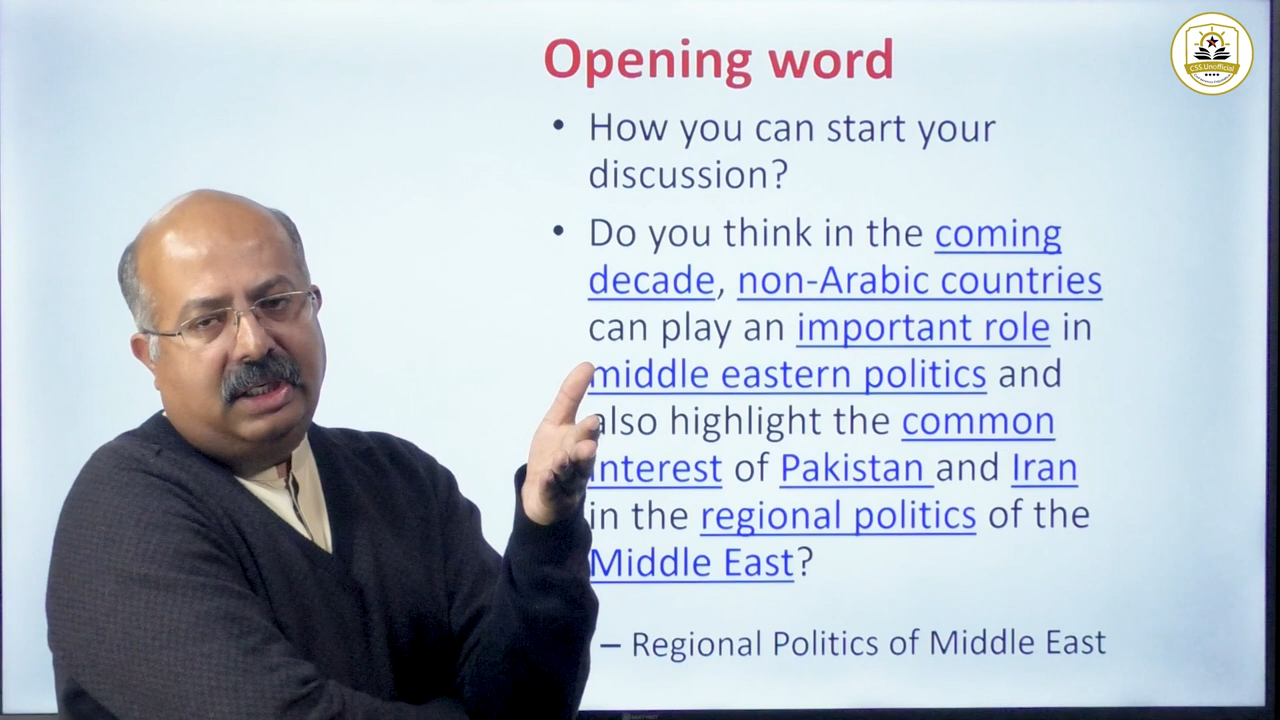 Opening word
• How you can start your
discussion?
• Do you think in the coming
decade, non-Arabic countries
can play an important role in
middle eastern politics and
also highlight the common
interest of Pakistan and Iran
in the regional politics of the
Middle East?
– Regional Politics of Middle East
CSS.Unofficial